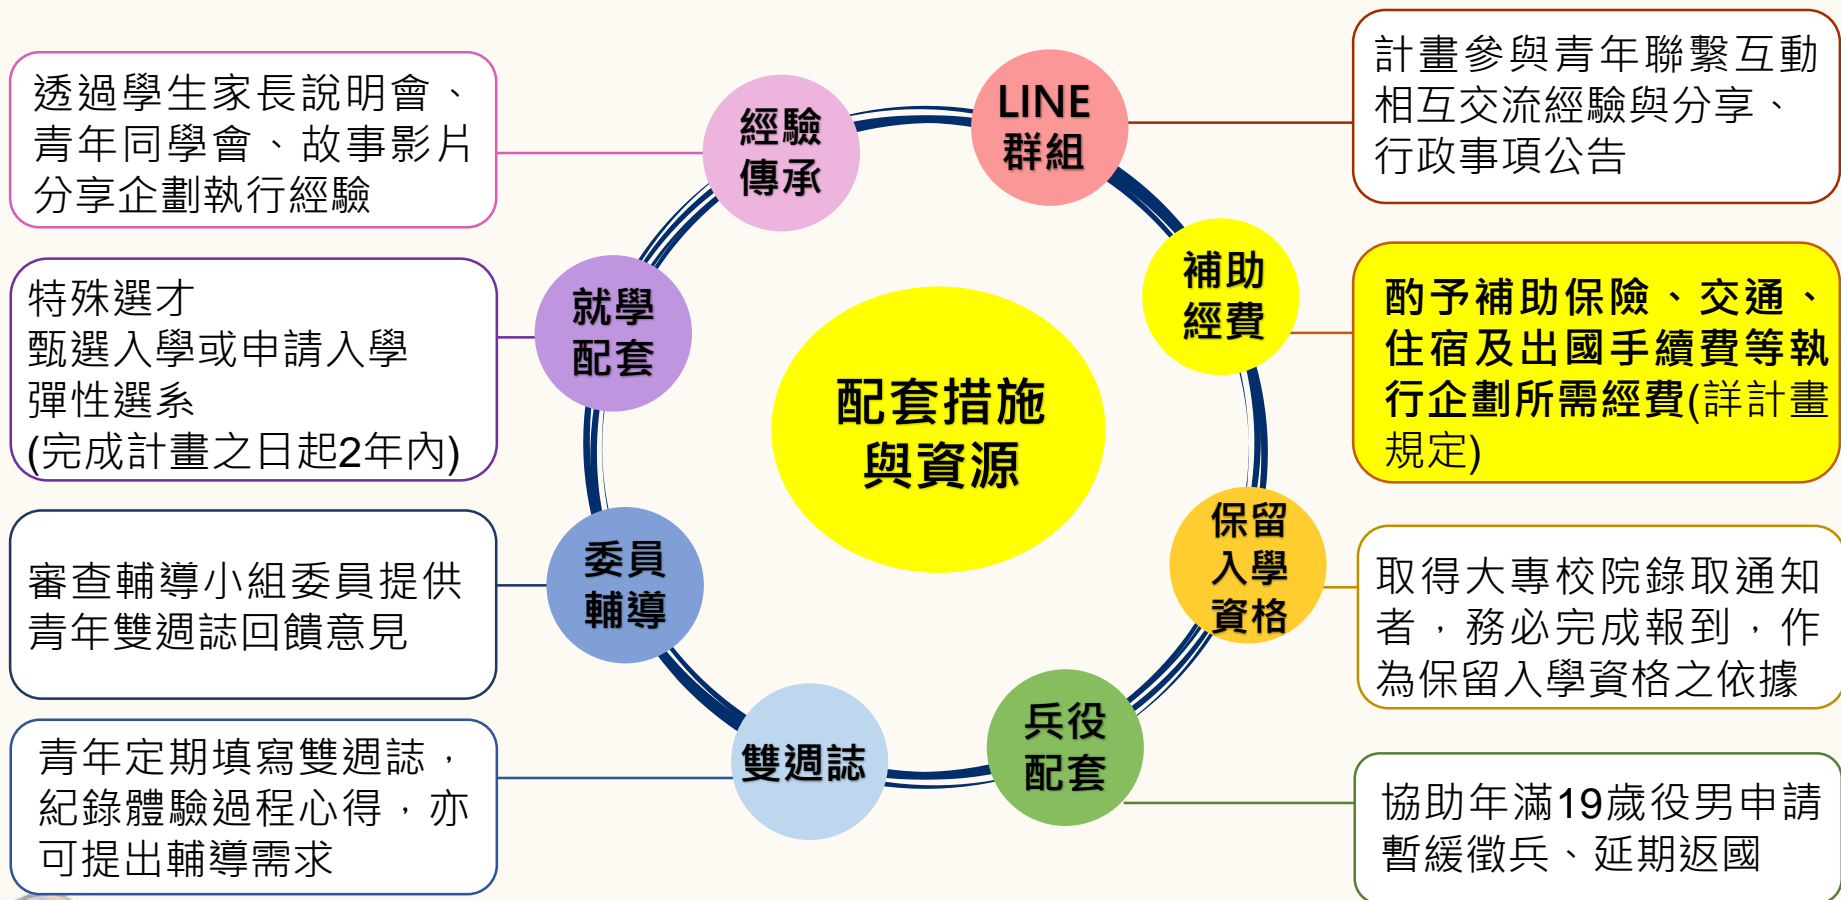 透過學生家長說明會、
青年同學會、故事影片
分享企劃執行經驗
經驗
傳承
LINE
群組
計畫參與青年聯繫互動
相互交流經驗與分享、
行政事項公告
特殊選才
甄選入學或申請入學
彈性選系
(完成計畫之日起2年內)
就學
配套
補助
經費
酌予補助保險、交通、
住宿及出國手續費等執
行企劃所需經費(詳計畫
規定)
配套措施
與資源
審查輔導小組委員提供
青年雙週誌回饋意見
委員
輔導
保留
入學
資格
取得大專校院錄取通知
者，務必完成報到，作
為保留入學資格之依據
青年定期填寫雙週誌，
紀錄體驗過程心得，亦
可提出輔導需求
雙週誌
兵役
配套
協助年滿19歲役男申請
暫緩徵兵、延期返國